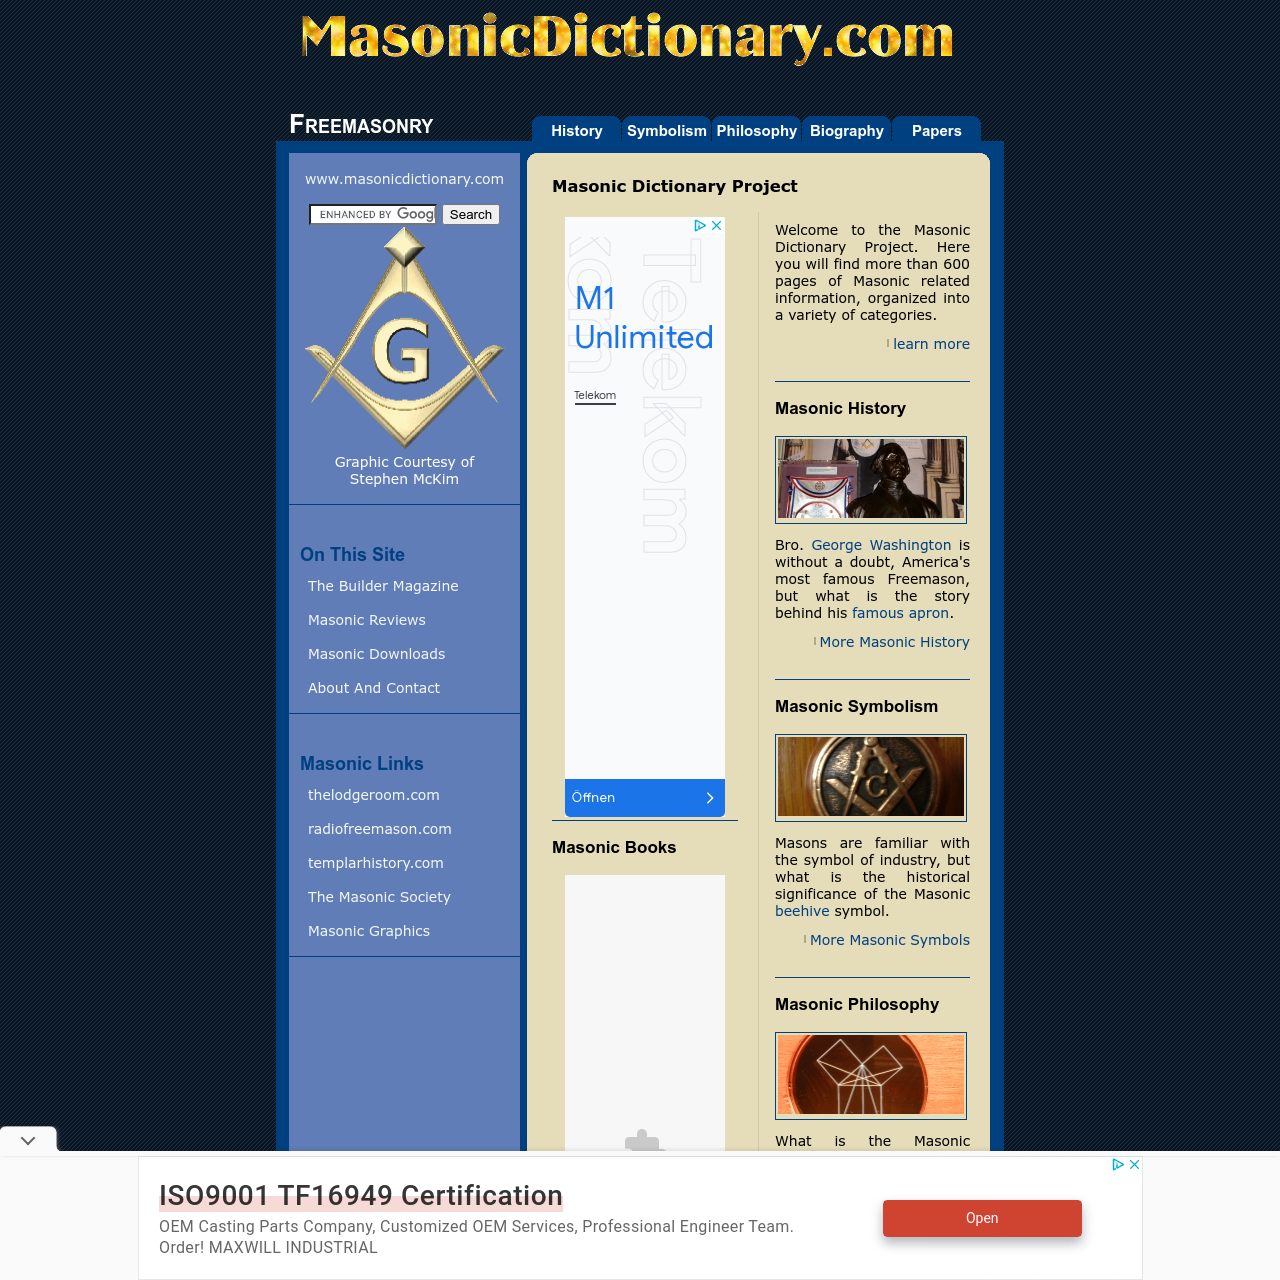 MasonicDictionary.com
FREEMASONRY
History
Symbolism
Philosophy
Biography
Papers
www.masonicdictionary.com
ENHANCED BY Goog
Search
G
Graphic Courtesy of
Stephen McKim
On This Site
The Builder Magazine
Masonic Reviews
Masonic Downloads
About And Contact
Masonic Links
thelodgeroom.com
radiofreemason.com
templarhistory.com
The Masonic Society
Masonic Graphics
Masonic Dictionary Project
kom
Telekom
M1
Unlimited
Telekom
Öffnen
Masonic Books
Welcome to the Masonic
Dictionary Project. Here
you will find more than 600
pages of Masonic related
information, organized into
a variety of categories.
learn more
Masonic History
Bro. George Washington is
without a doubt, America's
most famous Freemason,
but what is the story
behind his famous apron.
More Masonic History
Masonic Symbolism
G
Masons are familiar with
the symbol of industry, but
what is the historical
significance of the Masonic
beehive symbol.
More Masonic Symbols
Masonic Philosophy
What is the Masonic
ISO9001 TF16949 Certification
OEM Casting Parts Company, Customized OEM Services, Professional Engineer Team.
Order! MAXWILL INDUSTRIAL
Open